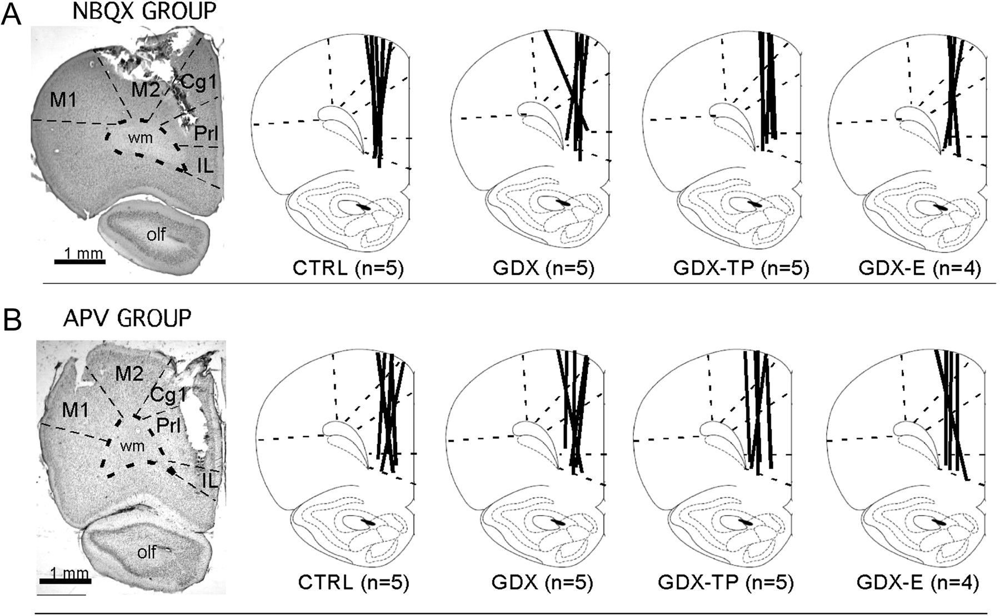 A
NBQX GROUP
M1
M2
Cg1
Prl
wm
IL
olf
1 mm
CTRL (n=5)
GDX (n=5)
GDX-TP (n=5)
GDX-E (n=4)
B
APV GROUP
M2
Cg1
M1
Prl
wm
IL
olf
1 mm
CTRL (n=5)
GDX (n=5)
GDX-TP (n=5)
GDX-E (n=4)